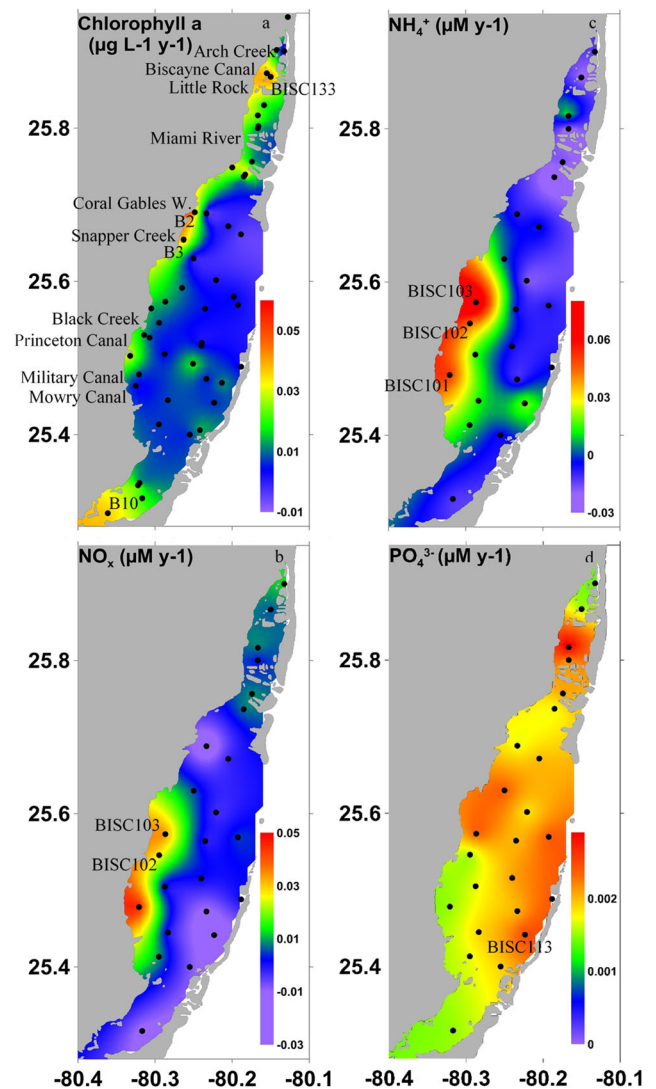 Chlorophyll a
(µg L-1 y-1)
a
Arch Creek
Biscayne Canal
Little Rock
BISC133
25.8
Miami River
Coral Gables W.
B2
Snapper Creek
B3
25.6
Black Creek
Princeton Canal
Military Canal
Mowry Canal
25.4
B10
0.05
0.03
0.01
-0.01
NH₄⁺ (µM y-1)
c
BISC103
BISC102
BISC101
0.06
0.03
0
-0.03
NOₓ (µM y-1)
b
25.8
25.6
BISC103
BISC102
25.4
0.05
0.03
0.01
-0.01
-0.03
-80.4
-80.3
-80.2
-80.1
PO₄³⁻ (µM y-1)
d
BISC113
0.002
0.001
0
-80.4
-80.3
-80.2
-80.1